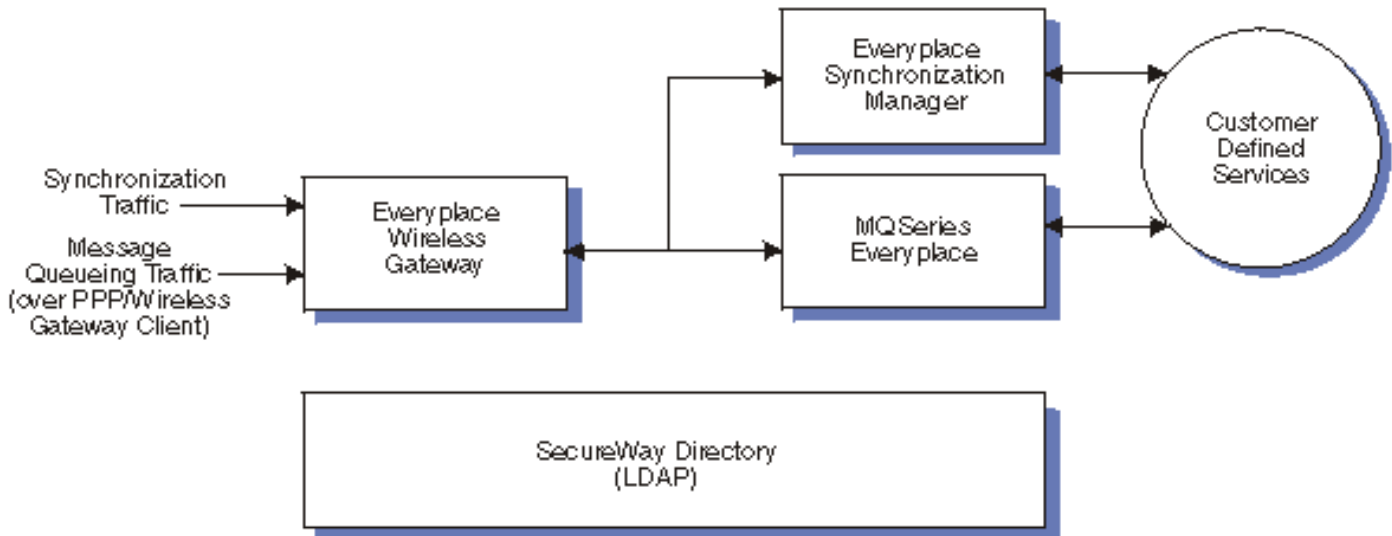 Everyplace
Synchronization
Manager
Customer
Defined
Services
Synchronization
Traffic
Everyplace
Wireless
Gateway
MQSeries
Everyplace
Message
Queueing Traffic
(over PPP/Wireless
Gateway Client)
SecureWay Directory
(LDAP)